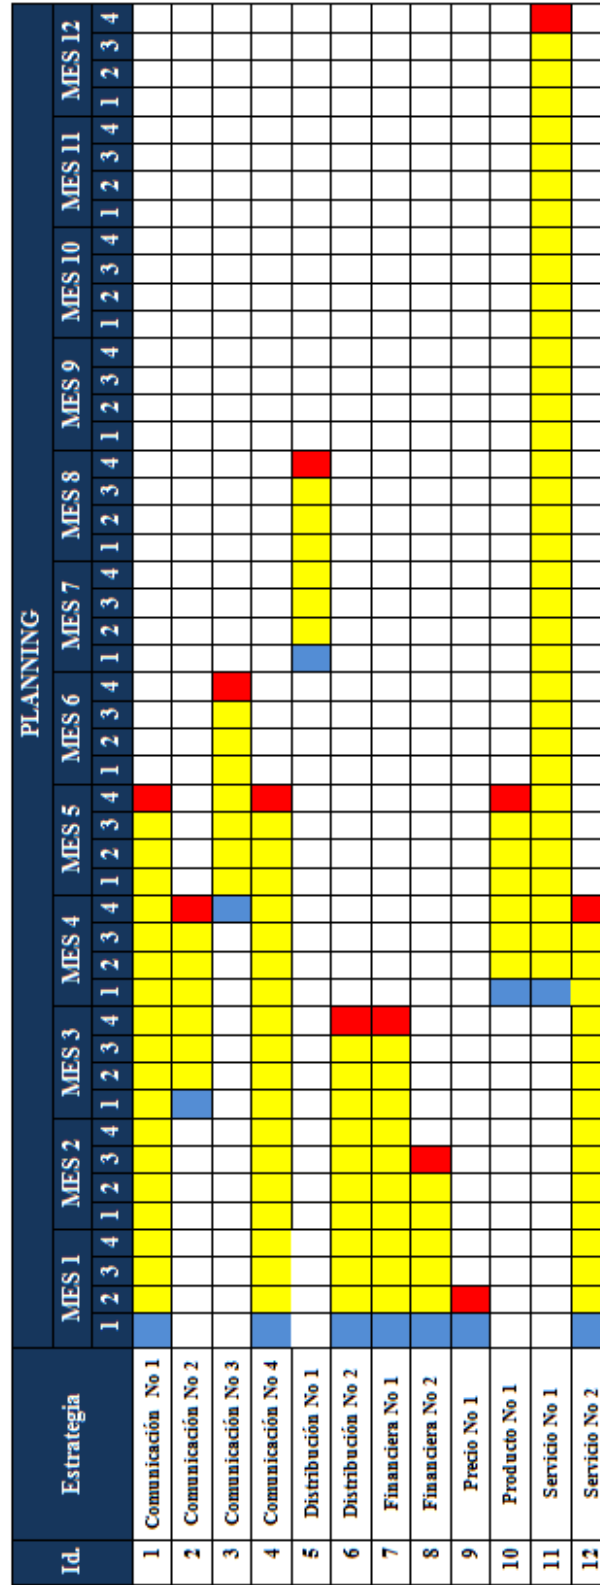 PLANNING
Id. Estrategia MES 1 MES 2 MES 3 MES 4 MES 5 MES 6 MES 7 MES 8 MES 9 MES 10 MES 11 MES 12
1 2 3 4 1 2 3 4 1 2 3 4 1 2 3 4 1 2 3 4 1 2 3 4 1 2 3 4 1 2 3 4 1 2 3 4 1 2 3 4 1 2 3 4 1 2 3 4
1 Comunicación No 1
2 Comunicación No 2
3 Comunicación No 3
4 Comunicación No 4
5 Distribución No 1
6 Distribución No 2
7 Financiera No 1
8 Financiera No 2
9 Precio No 1
10 Producto No 1
11 Servicio No 1
12 Servicio No 2